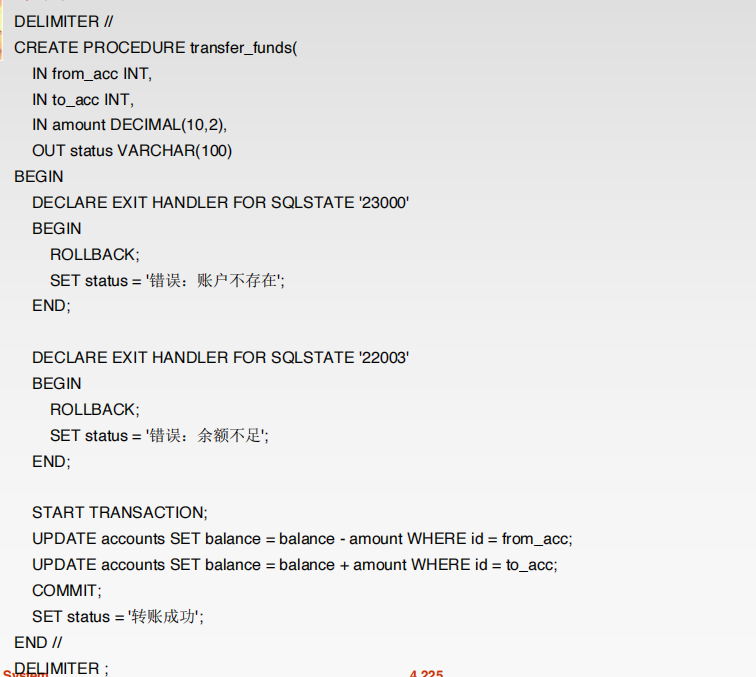 DELIMITER //
CREATE PROCEDURE transfer_funds(
IN from_acc INT,
IN to_acc INT,
IN amount DECIMAL(10,2),
OUT status VARCHAR(100)
BEGIN
DECLARE EXIT HANDLER FOR SQLSTATE '23000'
BEGIN
ROLLBACK;
SET status = '错误：账户不存在';
END;
DECLARE EXIT HANDLER FOR SQLSTATE '22003'
BEGIN
ROLLBACK;
SET status = '错误：余额不足';
END;
START TRANSACTION;
UPDATE accounts SET balance = balance - amount WHERE id = from_acc;
UPDATE accounts SET balance = balance + amount WHERE id = to_acc;
COMMIT;
SET status = '转账成功';
END //
DELIMITER ;
System 4.225